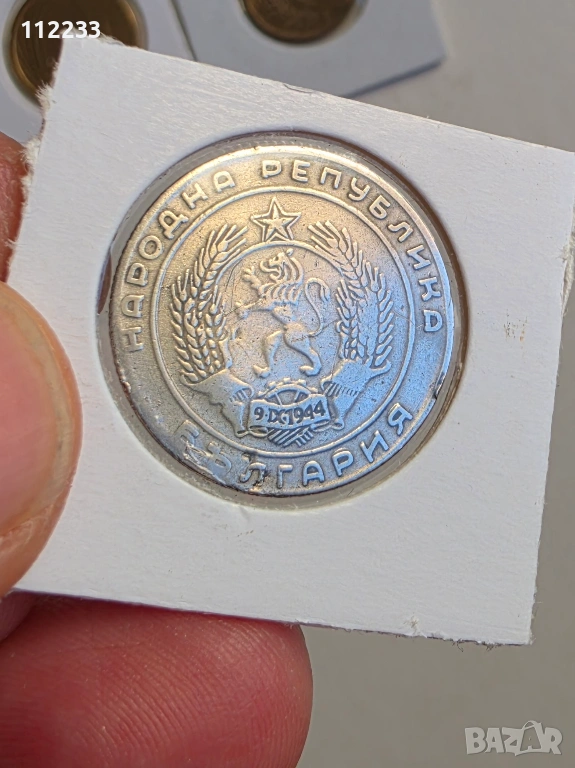 112233
НАРОДНА РЕПУБЛИКА
БЪЛГАРИЯ
9·IX·1944
BAZAR